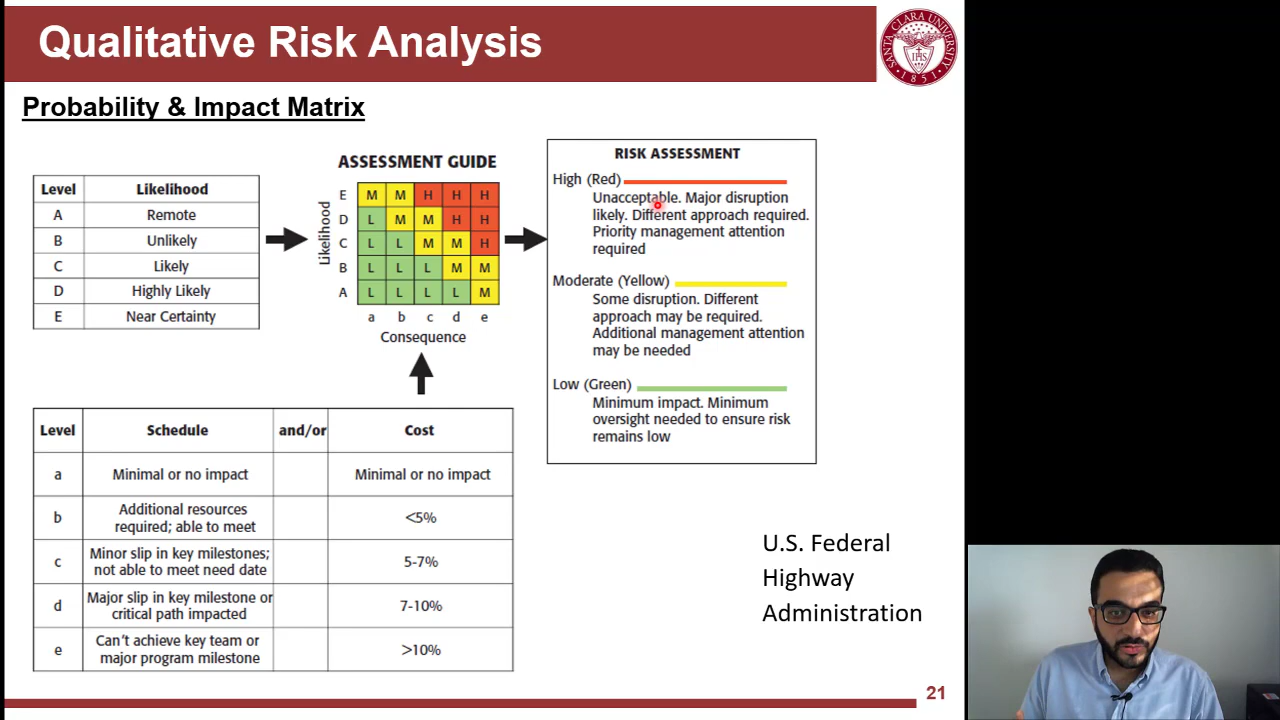 Qualitative Risk Analysis
SANTA CLARA UNIVERSITY
IHS
1851
Probability & Impact Matrix
Level Likelihood
A Remote
B Unlikely
C Likely
D Highly Likely
E Near Certainty
ASSESSMENT GUIDE
Likelihood
E M M H H H
D L M M H H
C L L M M H
B L L L M M
A L L L L M
a b c d e
Consequence
RISK ASSESSMENT
High (Red)
Unacceptable. Major disruption
likely. Different approach required.
Priority management attention
required
Moderate (Yellow)
Some disruption. Different
approach may be required.
Additional management attention
may be needed
Low (Green)
Minimum impact. Minimum
oversight needed to ensure risk
remains low
Level Schedule and/or Cost
a Minimal or no impact Minimal or no impact
b Additional resources
required; able to meet <5%
c Minor slip in key milestones;
not able to meet need date 5-7%
d Major slip in key milestone or
critical path impacted 7-10%
e Can't achieve key team or
major program milestone >10%
U.S. Federal
Highway
Administration
21